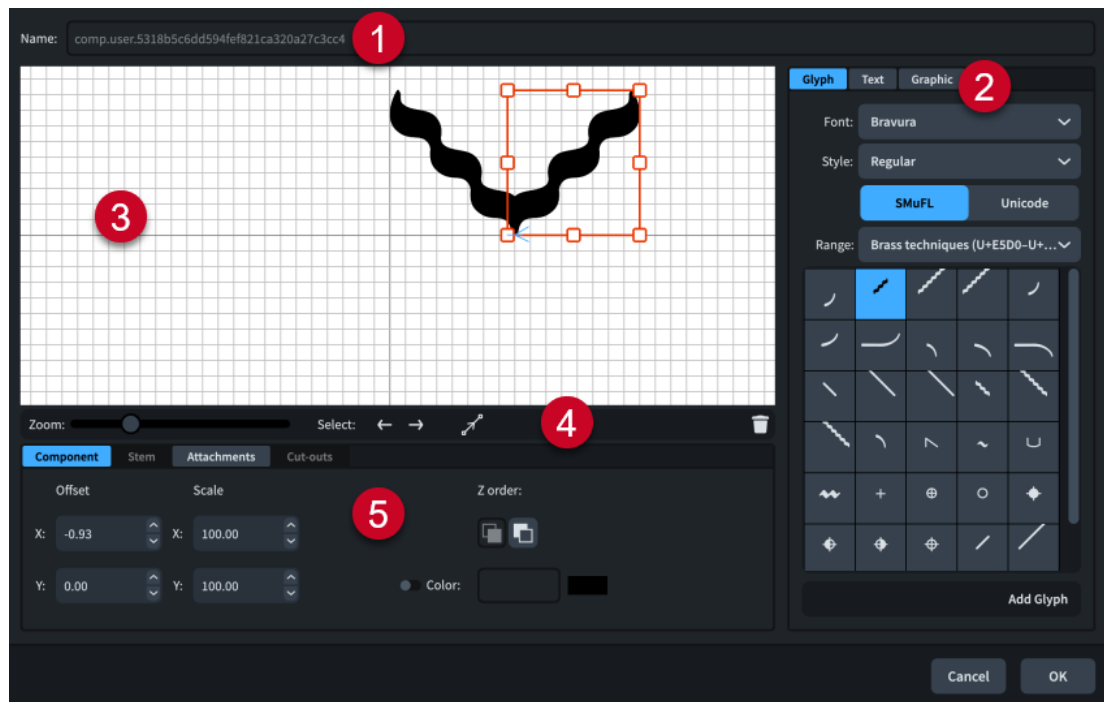 Name: comp.user.5318b5c6dd594fef821ca320a27c3cc4 1
Glyph Text Graphic 2
Font: Bravura
Style: Regular
SMuFL Unicode
Range: Brass techniques (U+E5D0–U+...
3
Zoom: Select: 4
Component Stem Attachments Cut-outs
Offset Scale Z order:
5
X: -0.93 X: 100.00
Y: 0.00 Y: 100.00 Color:
Add Glyph
Cancel OK